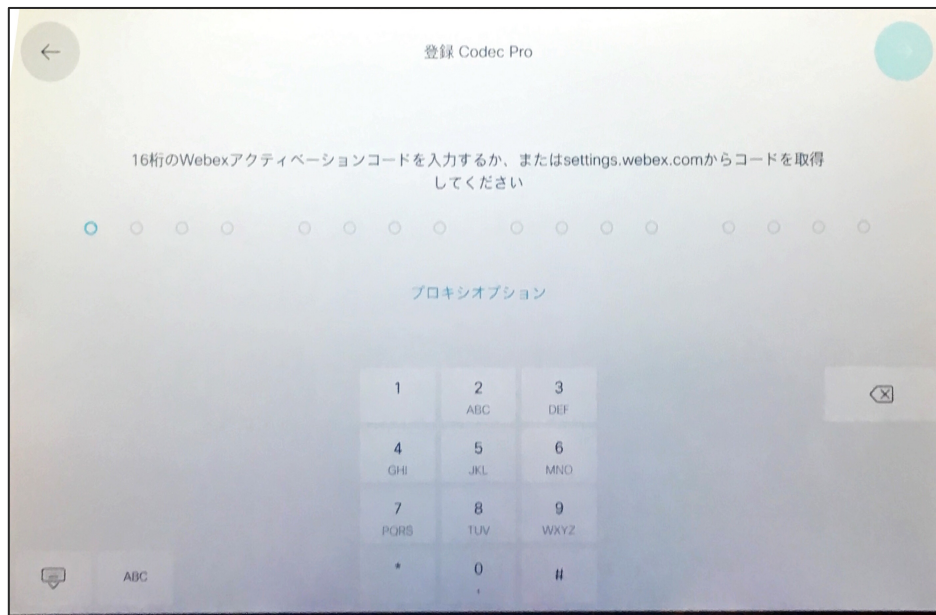 登録 Codec Pro
16桁のWebexアクティベーションコードを入力するか、またはsettings.webex.comからコードを取得
してください
プロキシオプション
1 2 3
ABC DEF
4 5 6
GHI JKL MNO
7 8 9
PQRS TUV WXYZ
* 0 #
,
ABC